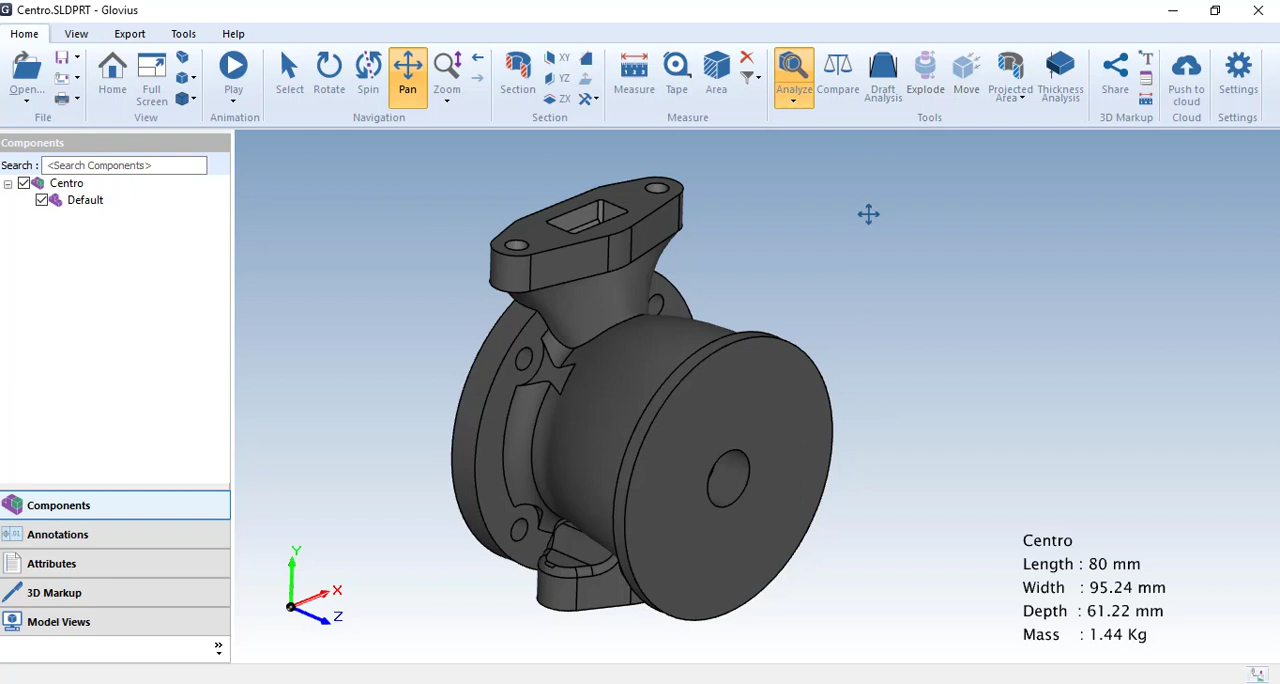 Centro.SLDPRT - Glovius
Home View Export Tools Help
Open... Home Full Screen Play Select Rotate Spin Pan Zoom Section XY YZ ZX Measure Tape Area Analyze Compare Draft Analysis Explode Move Projected Area Thickness Analysis Share Push to cloud Settings
File View Animation Navigation Section Measure Tools 3D Markup Cloud Settings
Components
Search : <Search Components>
Centro
Default
Components
Annotations
Attributes
3D Markup
Model Views
»
Y
X
Z
Centro
Length : 80 mm
Width : 95.24 mm
Depth : 61.22 mm
Mass : 1.44 Kg